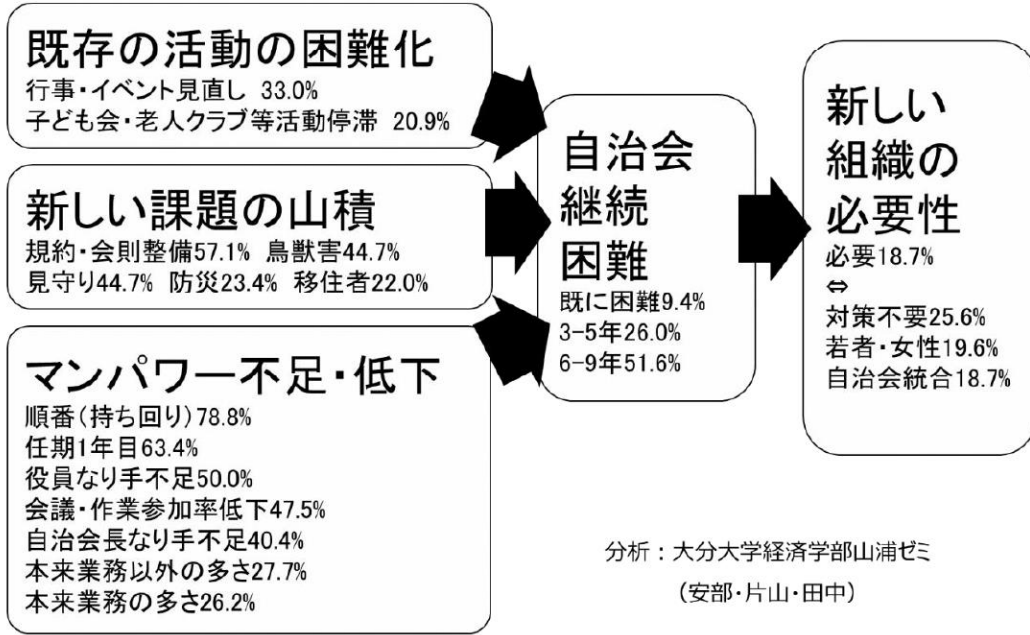 既存の活動の困難化
行事・イベント見直し 33.0%
子ども会・老人クラブ等活動停滞 20.9%
新しい課題の山積
規約・会則整備57.1% 鳥獣害44.7%
見守り44.7% 防災23.4% 移住者22.0%
マンパワー不足・低下
順番(持ち回り)78.8%
任期1年目63.4%
役員なり手不足50.0%
会議・作業参加率低下47.5%
自治会長なり手不足40.4%
本来業務以外の多さ27.7%
本来業務の多さ26.2%
自治会
継続
困難
既に困難9.4%
3-5年26.0%
6-9年51.6%
新しい
組織の
必要性
必要18.7%
⇔
対策不要25.6%
若者・女性19.6%
自治会統合18.7%
分析:大分大学経済学部山浦ゼミ
(安部・片山・田中)